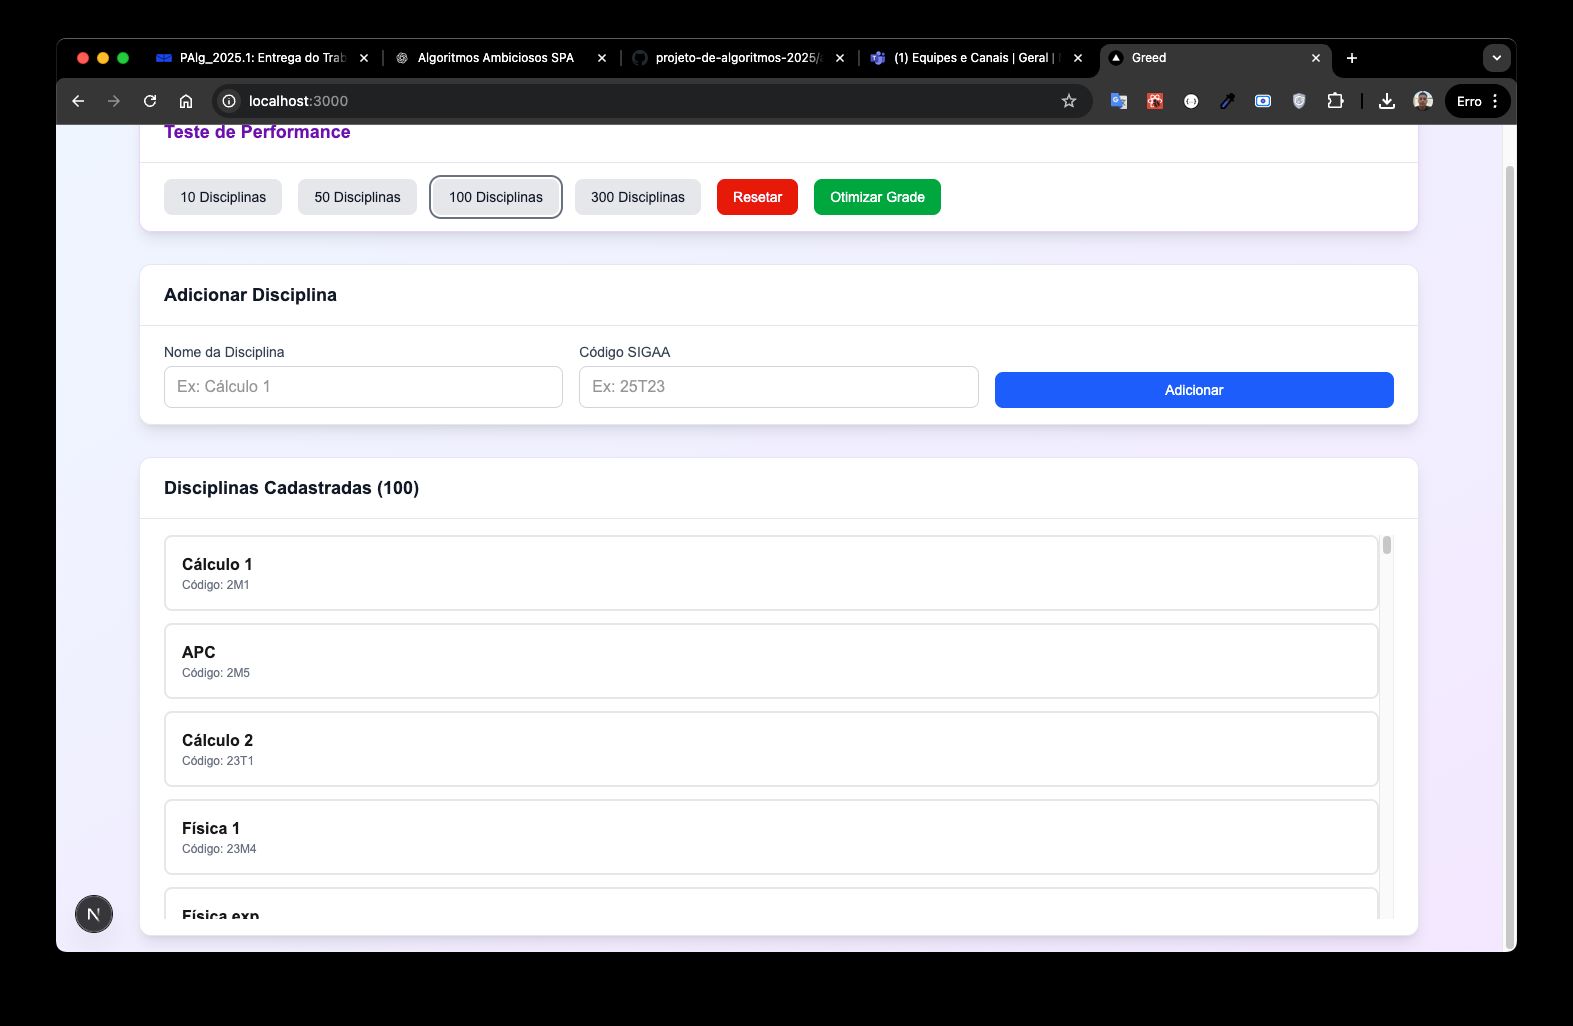 PAlg_2025.1: Entrega do Trab
Algoritmos Ambiciosos SPA
projeto-de-algoritmos-2025/
(1) Equipes e Canais | Geral |
Greed
localhost:3000
Erro
Teste de Performance
10 Disciplinas
50 Disciplinas
100 Disciplinas
300 Disciplinas
Resetar
Otimizar Grade
Adicionar Disciplina
Nome da Disciplina
Código SIGAA
Ex: Cálculo 1
Ex: 25T23
Adicionar
Disciplinas Cadastradas (100)
Cálculo 1
Código: 2M1
APC
Código: 2M5
Cálculo 2
Código: 23T1
Física 1
Código: 23M4
Física exp
N